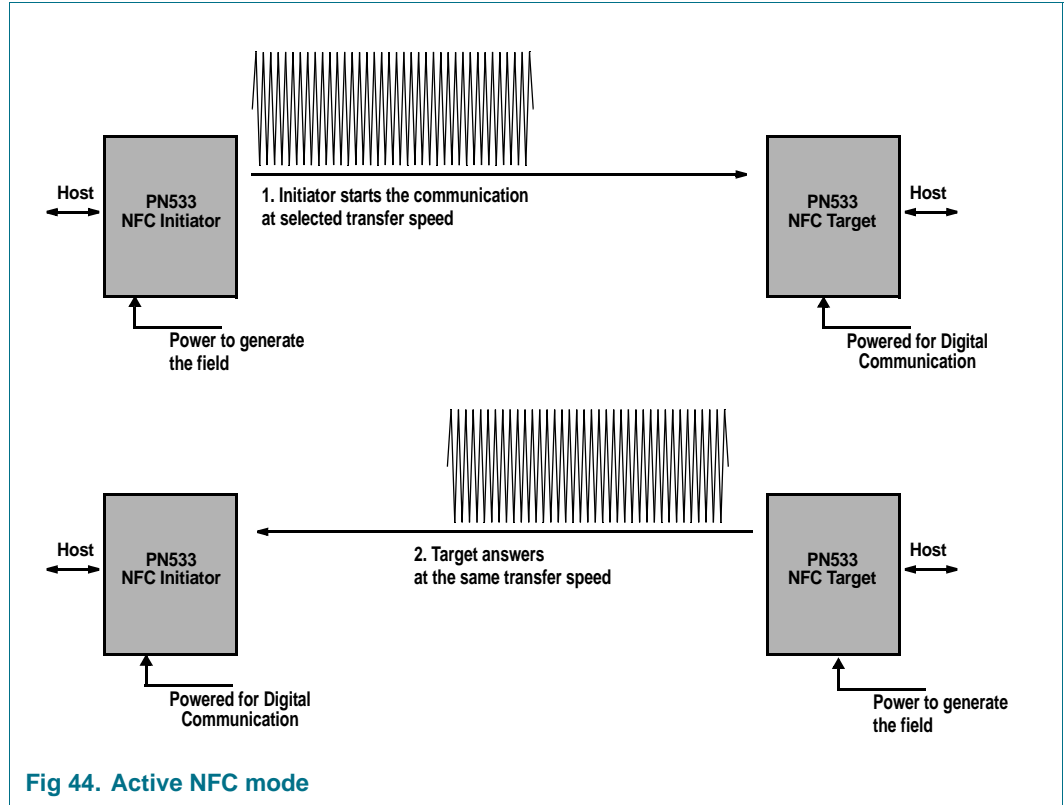 Host
PN533
NFC Initiator
1. Initiator starts the communication
at selected transfer speed
PN533
NFC Target
Host
Power to generate
the field
Powered for Digital
Communication
Host
PN533
NFC Initiator
2. Target answers
at the same transfer speed
PN533
NFC Target
Host
Powered for Digital
Communication
Power to generate
the field
Fig 44. Active NFC mode